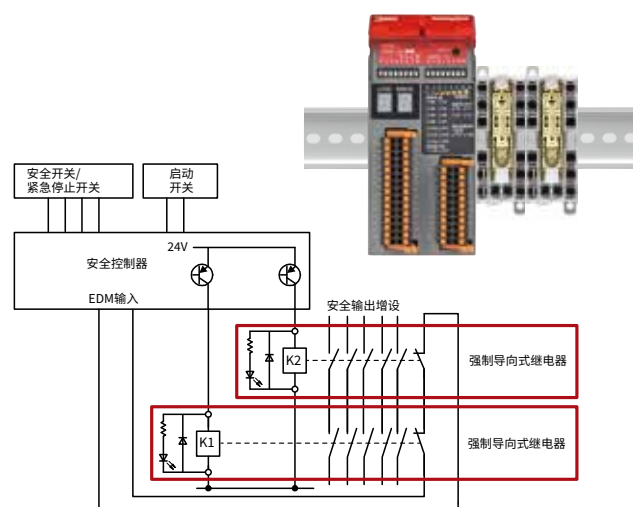 安全开关/
紧急停止开关
启动
开关
24V
安全控制器
EDM输入
安全输出增设
K2
强制导向式继电器
K1
强制导向式继电器